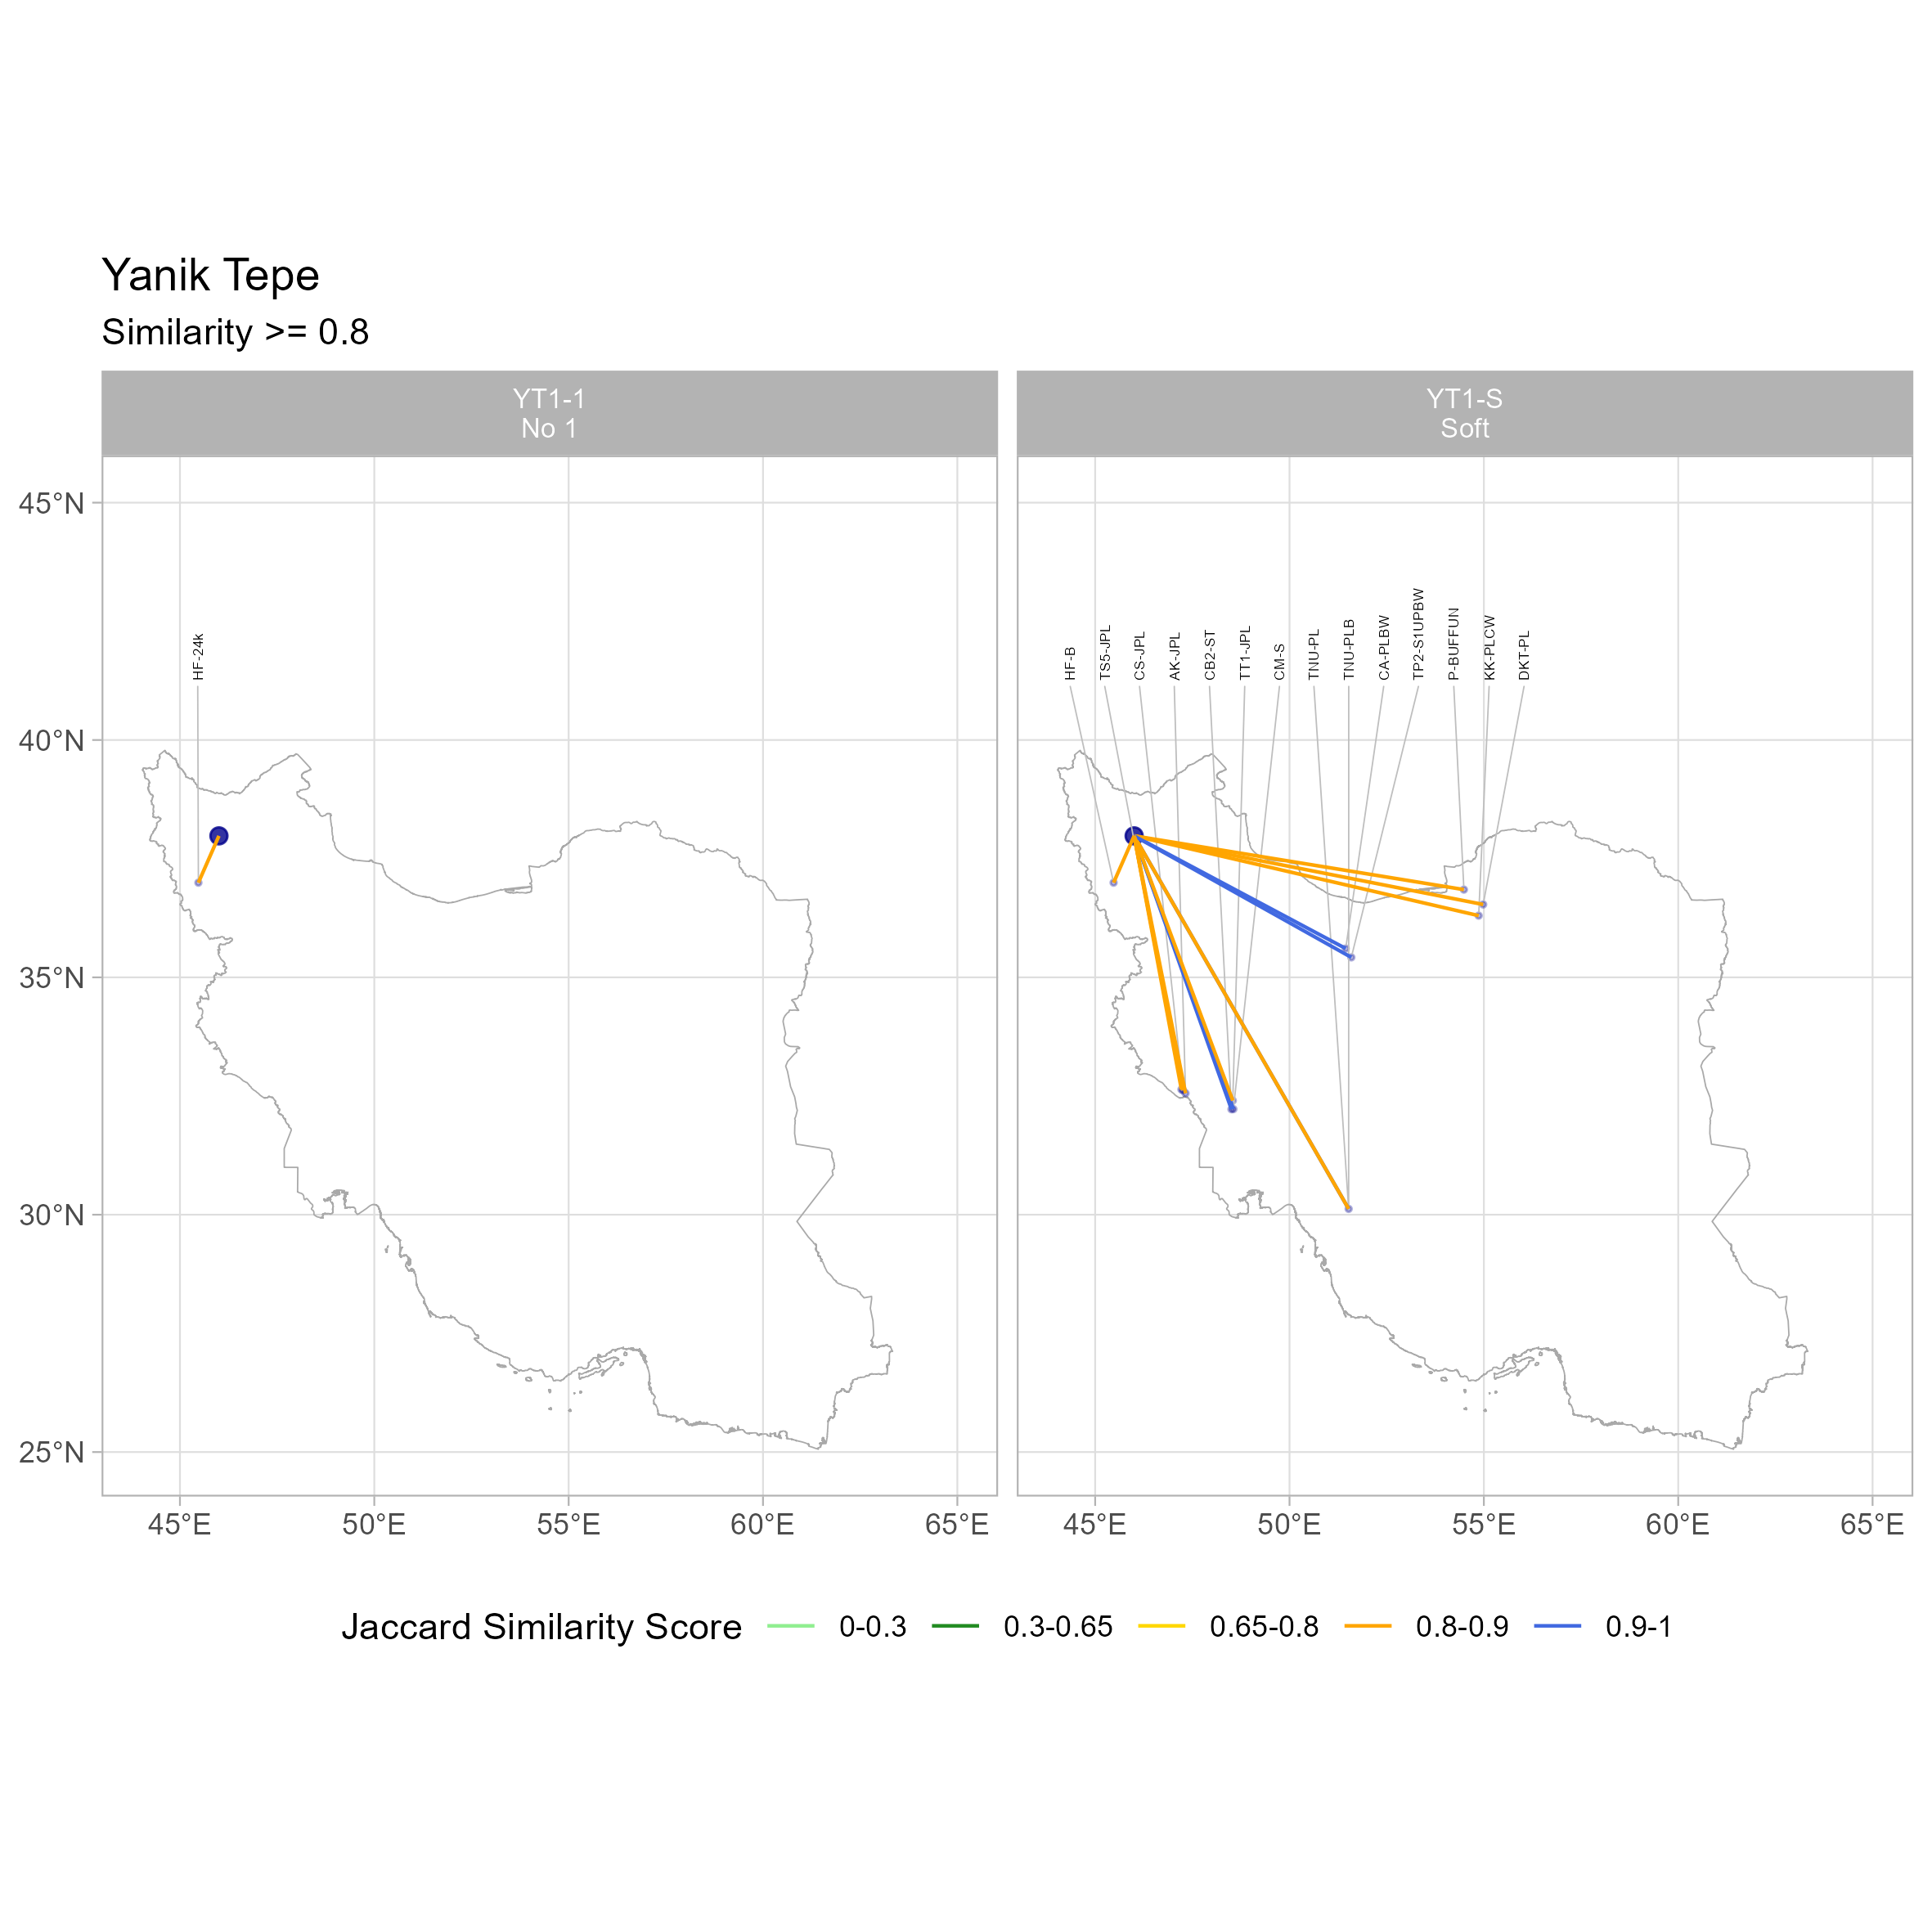 Yanik Tepe
Similarity >= 0.8
YT1-1
No 1
YT1-S
Soft
45°N
40°N
35°N
30°N
25°N
HF-24k
HF-B
TS5-JPL
CS-JPL
AK-JPL
CB2-ST
TT1-JPL
CM-S
TNU-PL
TNU-PLB
CA-PLBW
TP2-S1UPBW
P-BUFFUN
KK-PLCW
DKT-PL
45°E 50°E 55°E 60°E 65°E
45°E 50°E 55°E 60°E 65°E
Jaccard Similarity Score 0-0.3 0.3-0.65 0.65-0.8 0.8-0.9 0.9-1